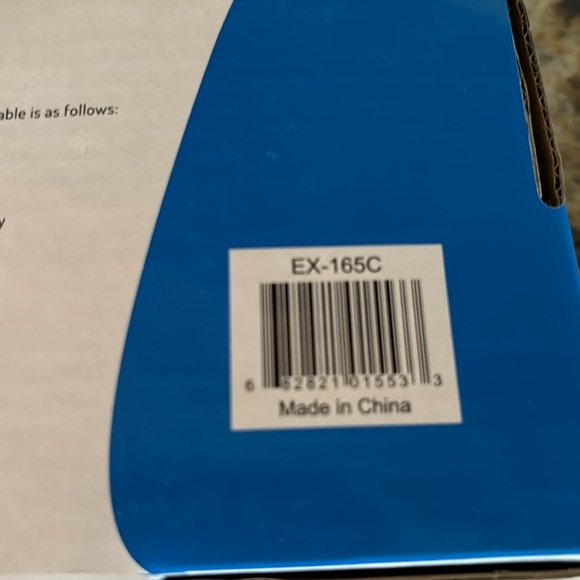 able is as follows:
y
EX-165C
6 82821 01553 3
Made in China